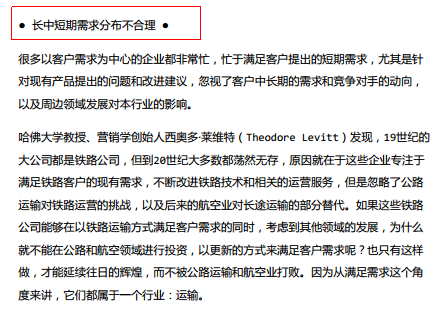 ● 长中短期需求分布不合理 ●
很多以客户需求为中心的企业都非常忙，忙于满足客户提出的短期需求，尤其是针
对现有产品提出的问题和改进建议，忽视了客户中长期的需求和竞争对手的动向，
以及周边领域发展对本行业的影响。
哈佛大学教授、营销学创始人西奥多·莱维特（Theodore Levitt）发现，19世纪的
大公司都是铁路公司，但到20世纪大多数都荡然无存，原因就在于这些企业专注于
满足铁路客户的现有需求，不断改进铁路技术和相关的运营服务，但是忽略了公路
运输对铁路运营的挑战，以及后来的航空业对长途运输的部分替代。如果这些铁路
公司能够在以铁路运输方式满足客户需求的同时，考虑到其他领域的发展，为什么
就不能在公路和航空领域进行投资，以更新的方式来满足客户需求呢？也只有这样
做，才能延续往日的辉煌，而不被公路运输和航空业打败。因为从满足需求这个角
度来讲，它们都属于一个行业：运输。